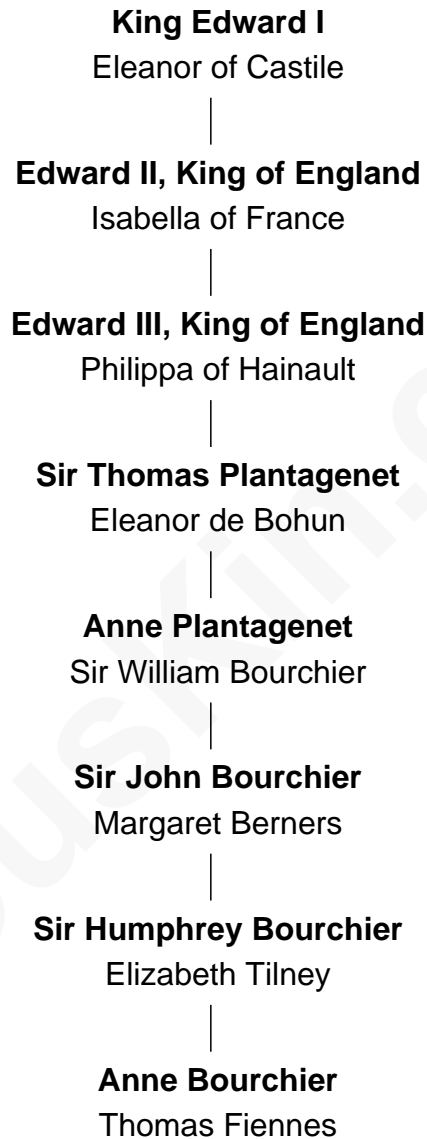 King Edward I
Eleanor of Castile
Edward II, King of England
Isabella of France
Edward III, King of England
Philippa of Hainault
Sir Thomas Plantagenet
Eleanor de Bohun
Anne Plantagenet
Sir William Bourchier
Sir John Bourchier
Margaret Berners
Sir Humphrey Bourchier
Elizabeth Tilney
Anne Bourchier
Thomas Fiennes